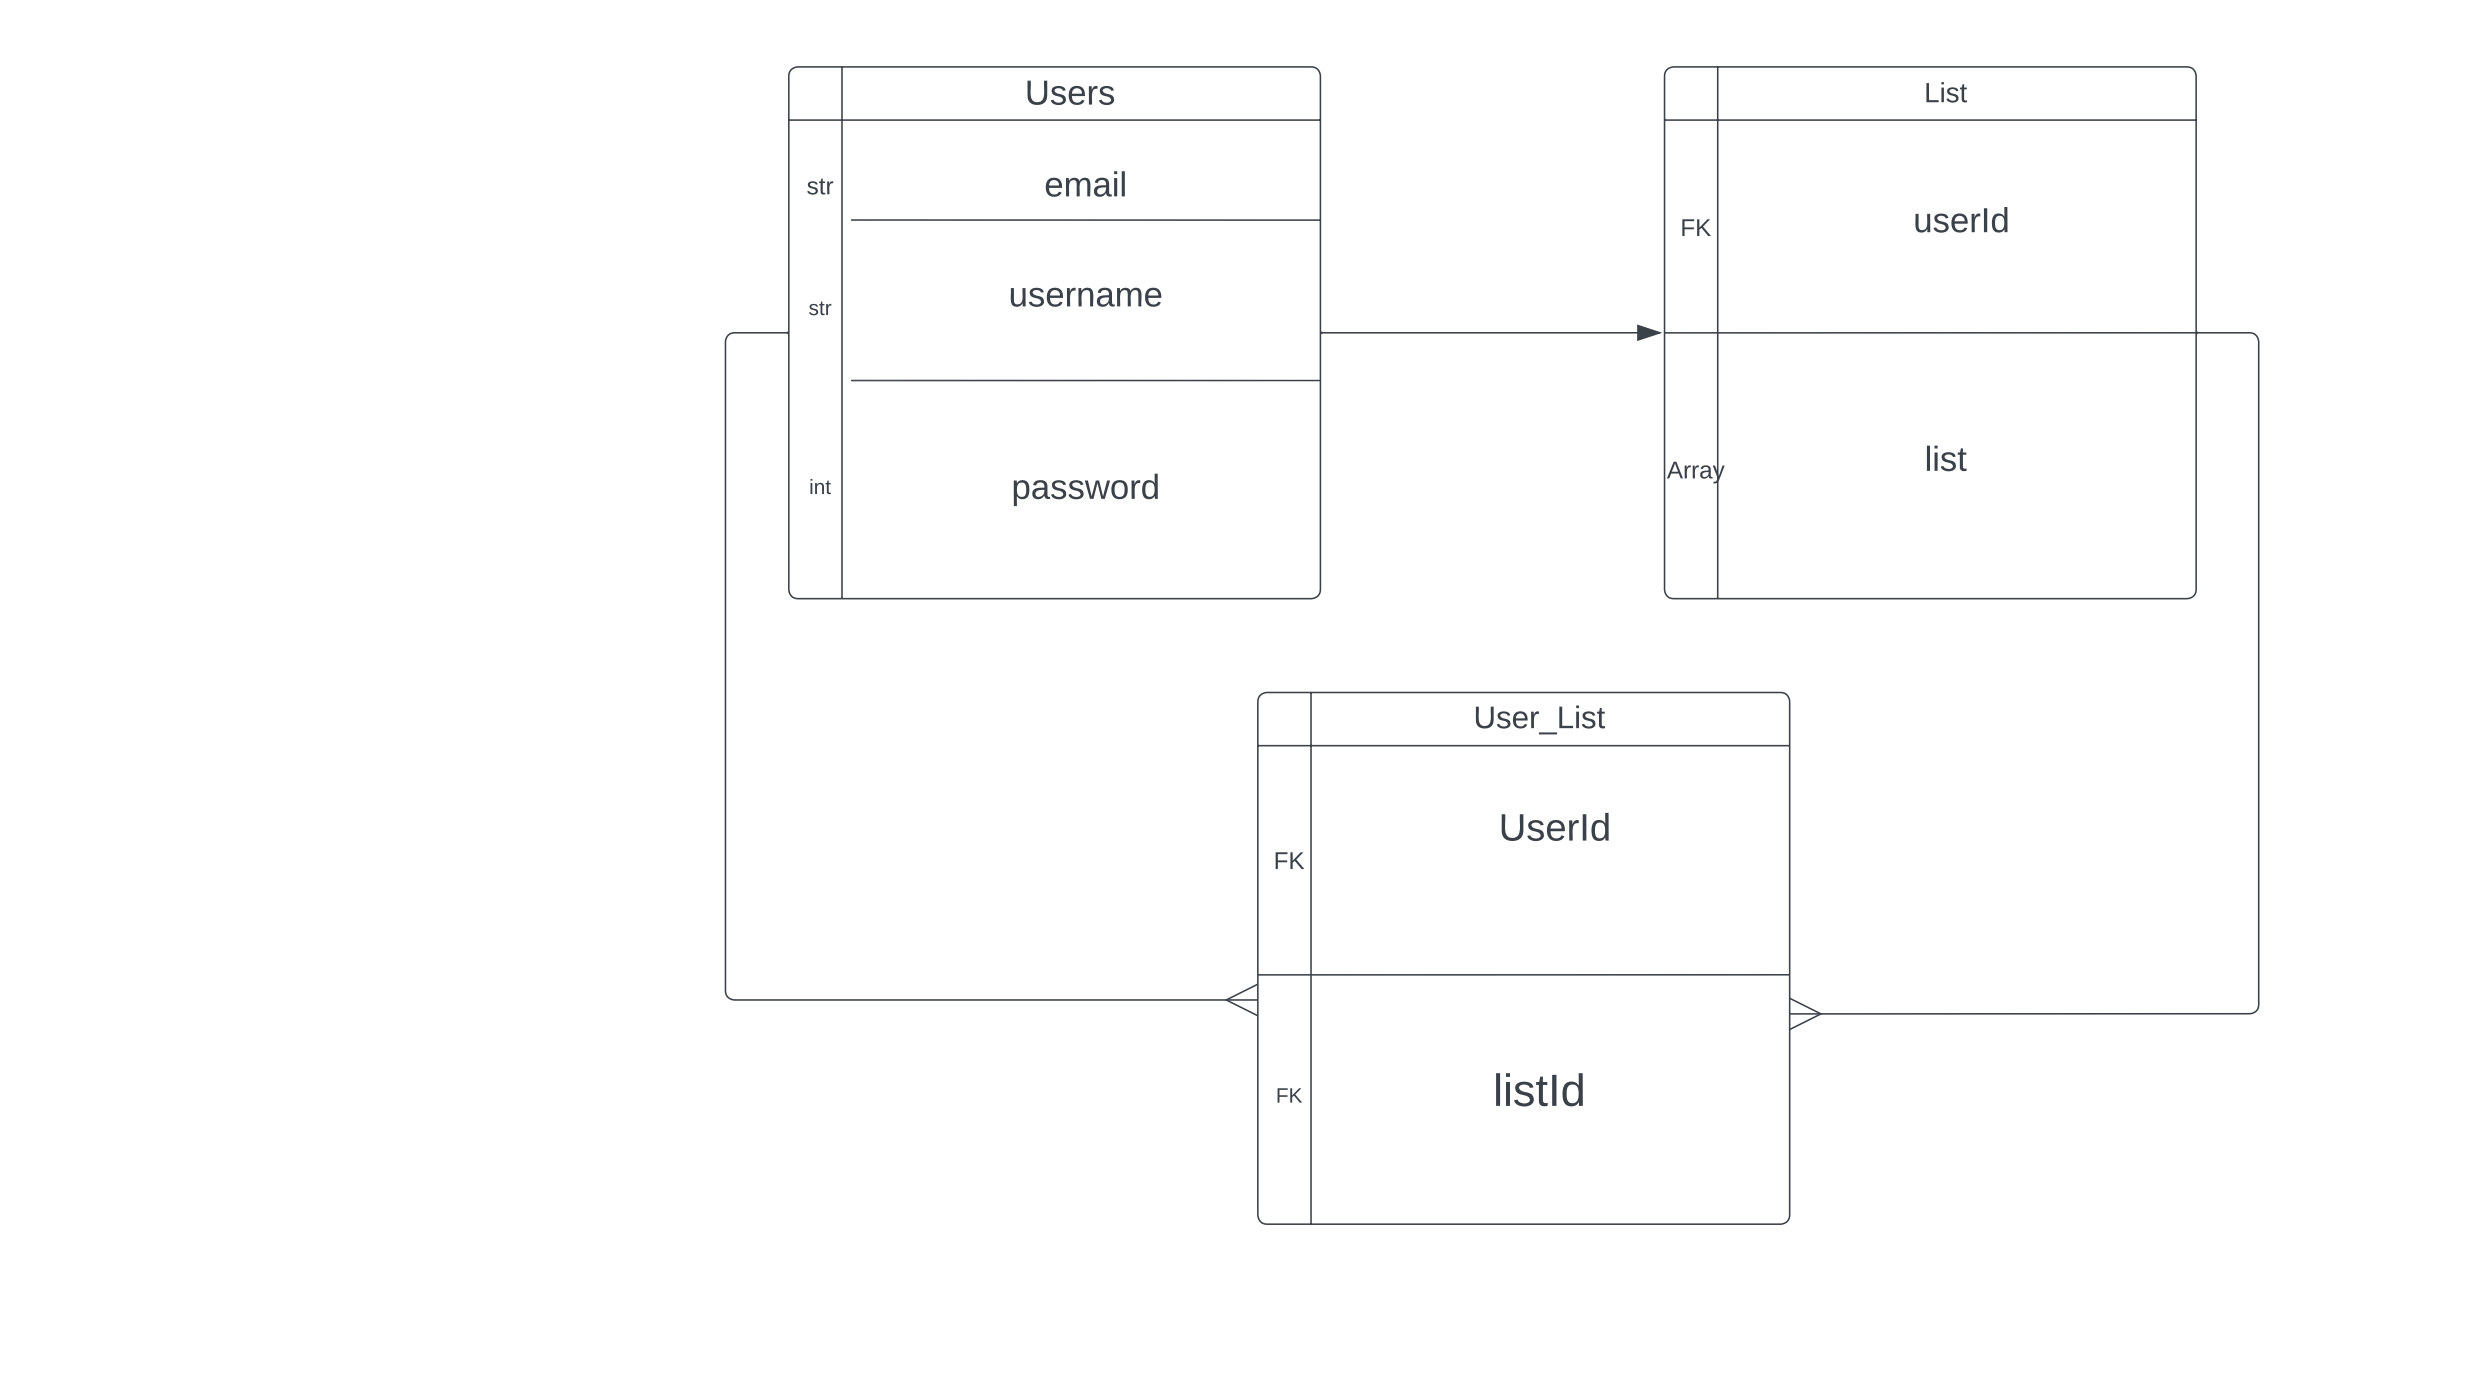 Users
str
email
str
username
int
password
List
FK
userId
Array
list
User_List
FK
UserId
FK
listId